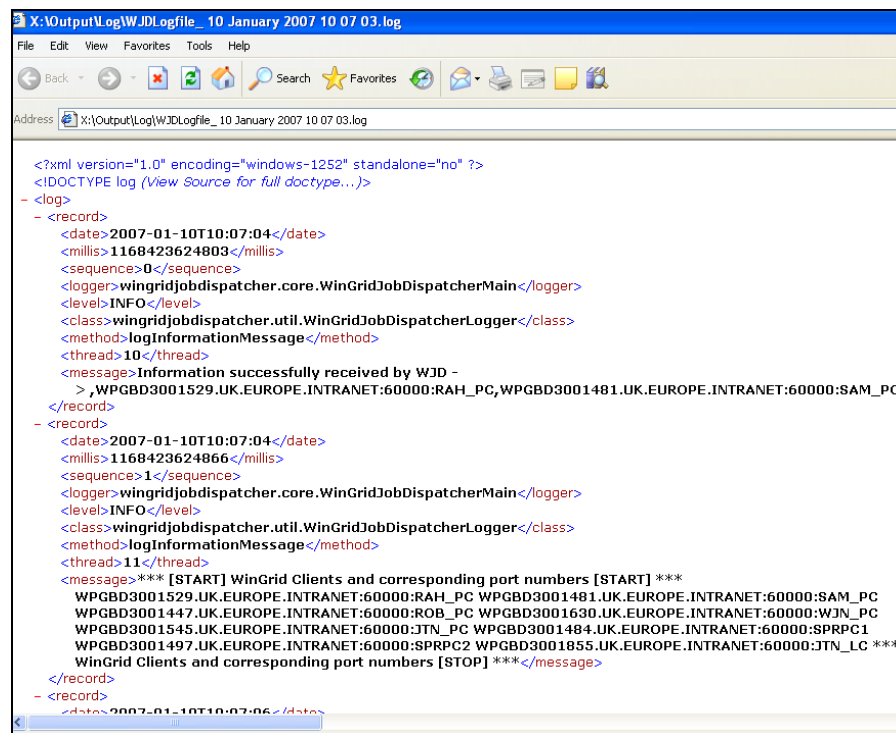 X:\Output\Log\WJDLogfile_ 10 January 2007 10 07 03.log
File Edit View Favorites Tools Help
Back Search Favorites
Address X:\Output\Log\WJDLogfile_ 10 January 2007 10 07 03.log
<?xml version="1.0" encoding="windows-1252" standalone="no" ?>
<!DOCTYPE log (View Source for full doctype...)>
- <log>
- <record>
<date>2007-01-10T10:07:04</date>
<millis>1168423624803</millis>
<sequence>0</sequence>
<logger>wingridjobdispatcher.core.WinGridJobDispatcherMain</logger>
<level>INFO</level>
<class>wingridjobdispatcher.util.WinGridJobDispatcherLogger</class>
<method>logInformationMessage</method>
<thread>10</thread>
<message>Information successfully received by WJD -
> ,WPGBD3001529.UK.EUROPE.INTRANET:60000:RAH_PC,WPGBD3001481.UK.EUROPE.INTRANET:60000:SAM_PC
</record>
- <record>
<date>2007-01-10T10:07:04</date>
<millis>1168423624866</millis>
<sequence>1</sequence>
<logger>wingridjobdispatcher.core.WinGridJobDispatcherMain</logger>
<level>INFO</level>
<class>wingridjobdispatcher.util.WinGridJobDispatcherLogger</class>
<method>logInformationMessage</method>
<thread>11</thread>
<message>*** [START] WinGrid Clients and corresponding port numbers [START] ***
WPGBD3001529.UK.EUROPE.INTRANET:60000:RAH_PC WPGBD3001481.UK.EUROPE.INTRANET:60000:SAM_PC
WPGBD3001447.UK.EUROPE.INTRANET:60000:ROB_PC WPGBD3001630.UK.EUROPE.INTRANET:60000:WJN_PC
WPGBD3001545.UK.EUROPE.INTRANET:60000:JTN_PC WPGBD3001484.UK.EUROPE.INTRANET:60000:SPRPC1
WPGBD3001497.UK.EUROPE.INTRANET:60000:SPRPC2 WPGBD3001855.UK.EUROPE.INTRANET:60000:JTN_LC ***
WinGrid Clients and corresponding port numbers [STOP] ***</message>
</record>
- <record>
<date>2007-01-10T10:07:06</date>